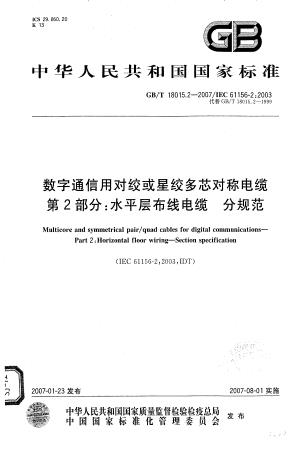 ICS 29.060.20
K 13
GB
中华人民共和国国家标准
GB/T 18015.2—2007/IEC 61156-2:2003
代替 GB/T 18015.2—1999
数字通信用对绞或星绞多芯对称电缆
第2部分:水平层布线电缆 分规范
Multicore and symmetrical pair/quad cables for digital communications—
Part 2:Horizontal floor wiring—Section specification
(IEC 61156-2:2003,IDT)
2007-01-23 发布
2007-08-01 实施
中华人民共和国国家质量监督检验检疫总局
中国国家标准化管理委员会
发布